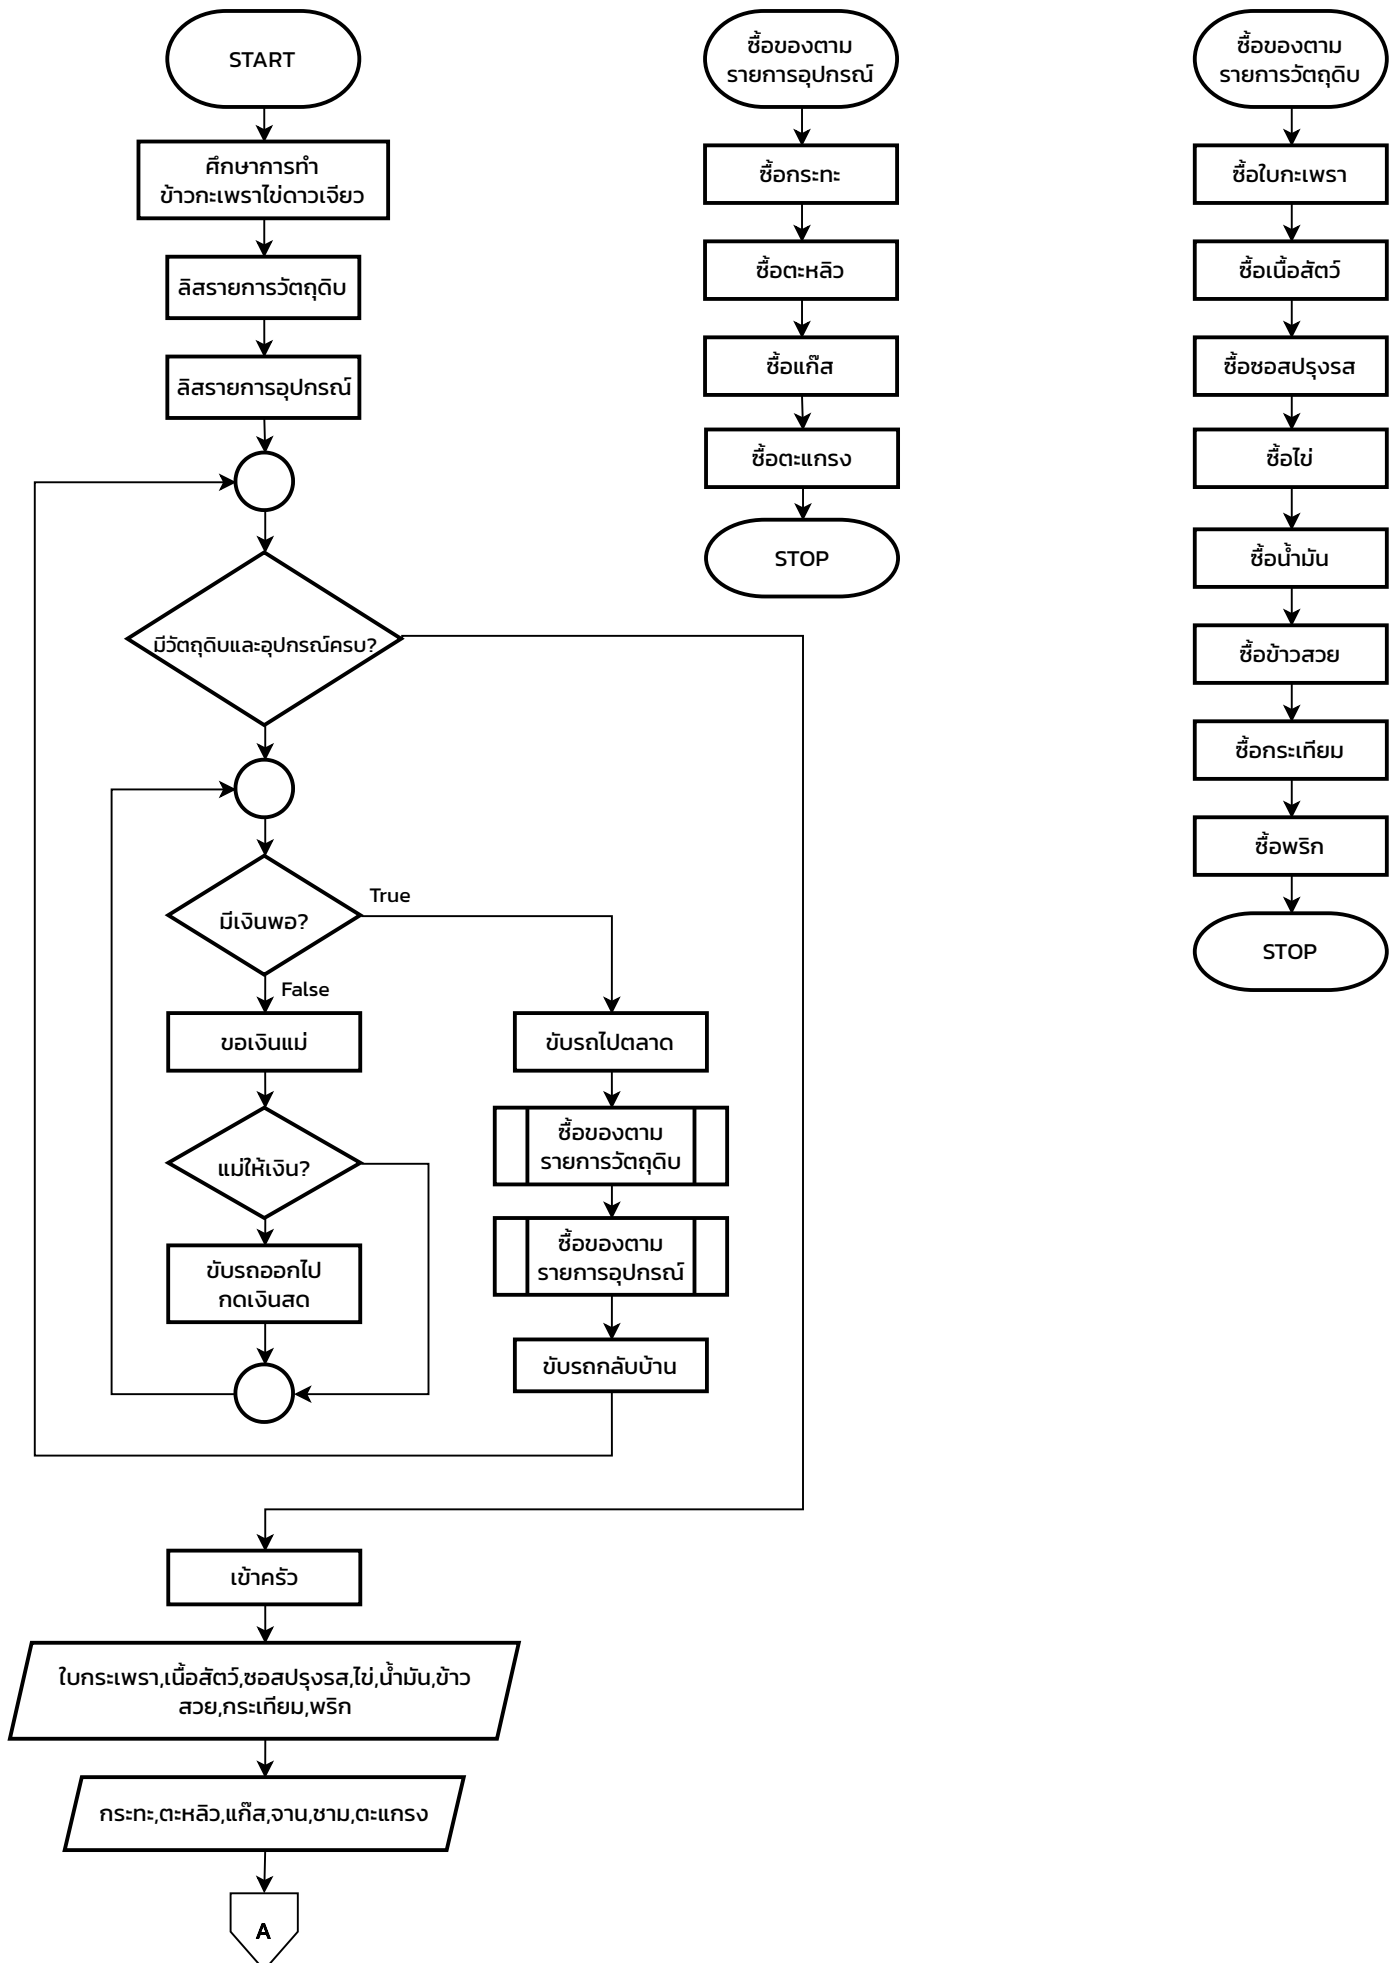 START
ศึกษาการทำ
ข้าวกะเพราไข่ดาวเจียว
ลิสรายการวัตถุดิบ
ลิสรายการอุปกรณ์
มีวัตถุดิบและอุปกรณ์ครบ?
มีเงินพอ?
True
False
ขอเงินแม่
แม่ให้เงิน?
ขับรถออกไป
กดเงินสด
ขับรถไปตลาด
ซื้อของตาม
รายการวัตถุดิบ
ซื้อของตาม
รายการอุปกรณ์
ขับรถกลับบ้าน
เข้าครัว
ใบกระเพรา,เนื้อสัตว์,ซอสปรุงรส,ไข่,น้ำมัน,ข้าว
สวย,กระเทียม,พริก
กระทะ,ตะหลิว,แก๊ส,จาน,ชาม,ตะแกรง
A
ซื้อของตาม
รายการอุปกรณ์
ซื้อกระทะ
ซื้อตะหลิว
ซื้อแก๊ส
ซื้อตะแกรง
STOP
ซื้อของตาม
รายการวัตถุดิบ
ซื้อใบกะเพรา
ซื้อเนื้อสัตว์
ซื้อซอสปรุงรส
ซื้อไข่
ซื้อน้ำมัน
ซื้อข้าวสวย
ซื้อกระเทียม
ซื้อพริก
STOP